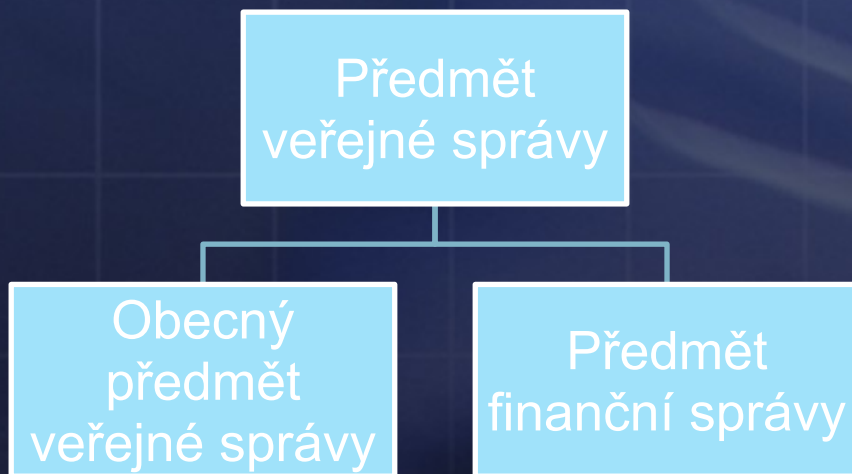 Předmět
veřejné správy
Obecný
předmět
veřejné správy
Předmět
finanční správy